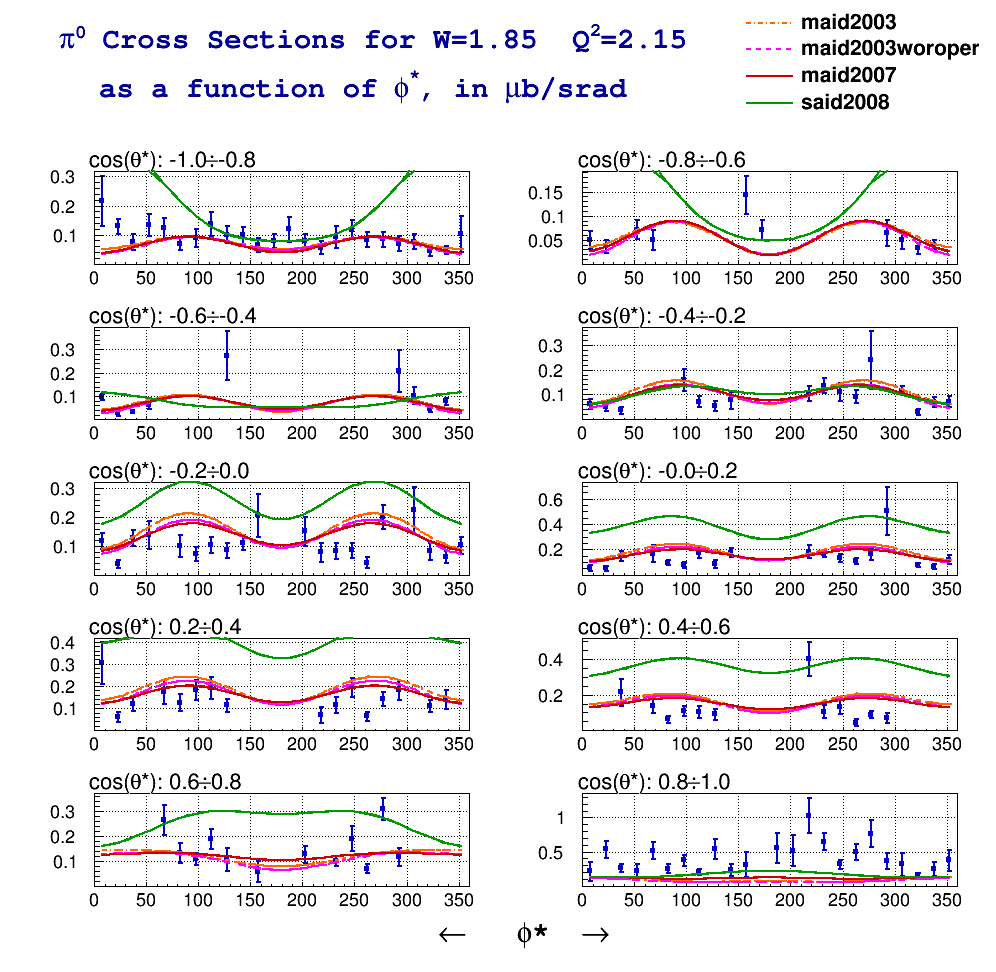 π⁰ Cross Sections for W=1.85 Q²=2.15
as a function of ϕ*, in μb/srad
maid2003
maid2003woroper
maid2007
said2008
cos(θ*): -1.0÷-0.8
0.3
0.2
0.1
0 50 100 150 200 250 300 350
cos(θ*): -0.8÷-0.6
0.15
0.1
0.05
0 50 100 150 200 250 300 350
cos(θ*): -0.6÷-0.4
0.3
0.2
0.1
0 50 100 150 200 250 300 350
cos(θ*): -0.4÷-0.2
0.3
0.2
0.1
0 50 100 150 200 250 300 350
cos(θ*): -0.2÷0.0
0.3
0.2
0.1
0 50 100 150 200 250 300 350
cos(θ*): -0.0÷0.2
0.6
0.4
0.2
0 50 100 150 200 250 300 350
cos(θ*): 0.2÷0.4
0.4
0.3
0.2
0.1
0 50 100 150 200 250 300 350
cos(θ*): 0.4÷0.6
0.4
0.2
0 50 100 150 200 250 300 350
cos(θ*): 0.6÷0.8
0.3
0.2
0.1
0 50 100 150 200 250 300 350
cos(θ*): 0.8÷1.0
1
0.5
0 50 100 150 200 250 300 350
← ϕ* →